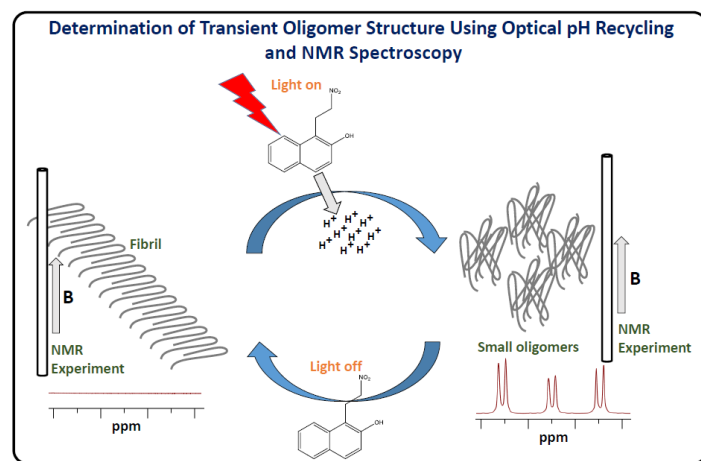 Determination of Transient Oligomer Structure Using Optical pH Recycling
and NMR Spectroscopy
Light on
NO₂
OH
H+ H+ H+
H+ H+ H+
H+ H+ H+ H+
Fibril
B
NMR
Experiment
ppm
B
NMR
Experiment
Small oligomers
ppm
Light off
NO₂
OH